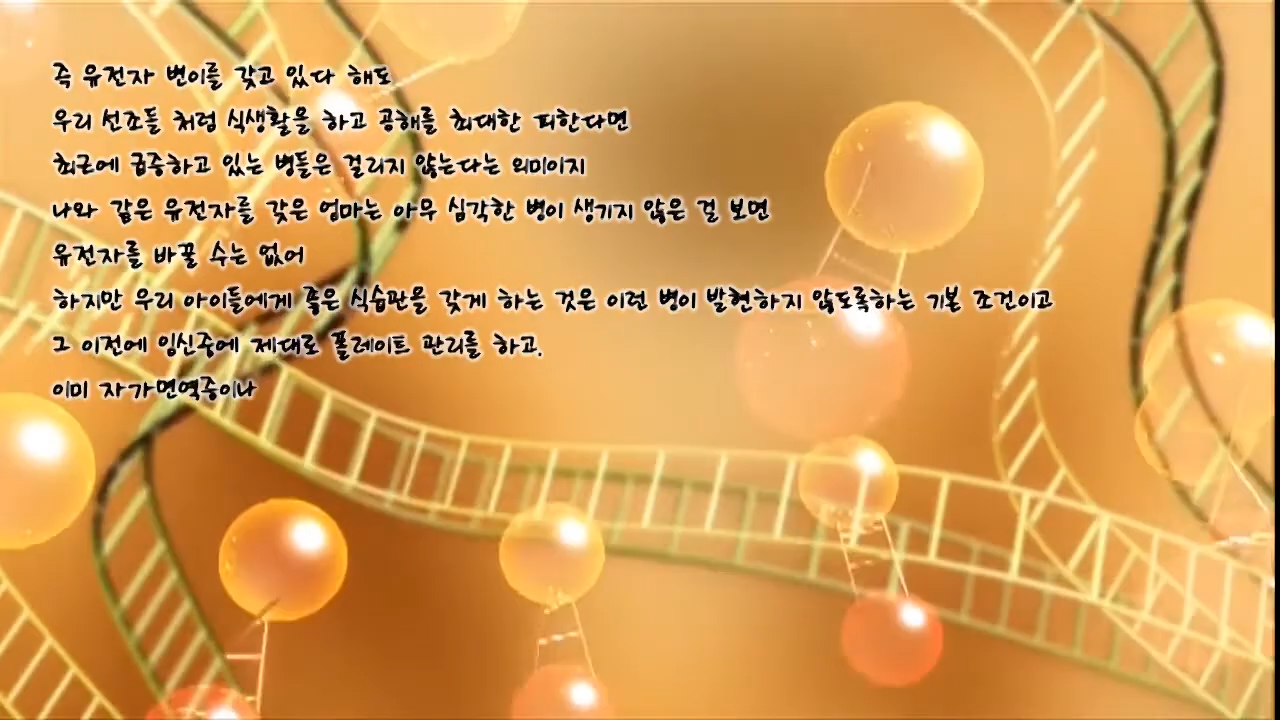 즉 유전자 변이를 갖고 있다 해도
우리 선조들 처럼 식생활을 하고 공해를 최대한 피한다면
최근에 급증하고 있는 병들은 걸리지 않는다는 의미이지
나와 같은 유전자를 갖은 엄마는 아무 심각한 병이 생기지 않은 걸 보면
유전자를 바꿀 수는 없어
하지만 우리 아이들에게 좋은 식습관을 갖게 하는 것은 이런 병이 발현하지 않도록하는 기본 조건이고
그 이전에 임신중에 제대로 폴레이트 관리를 하고.
이미 자가면역중이나